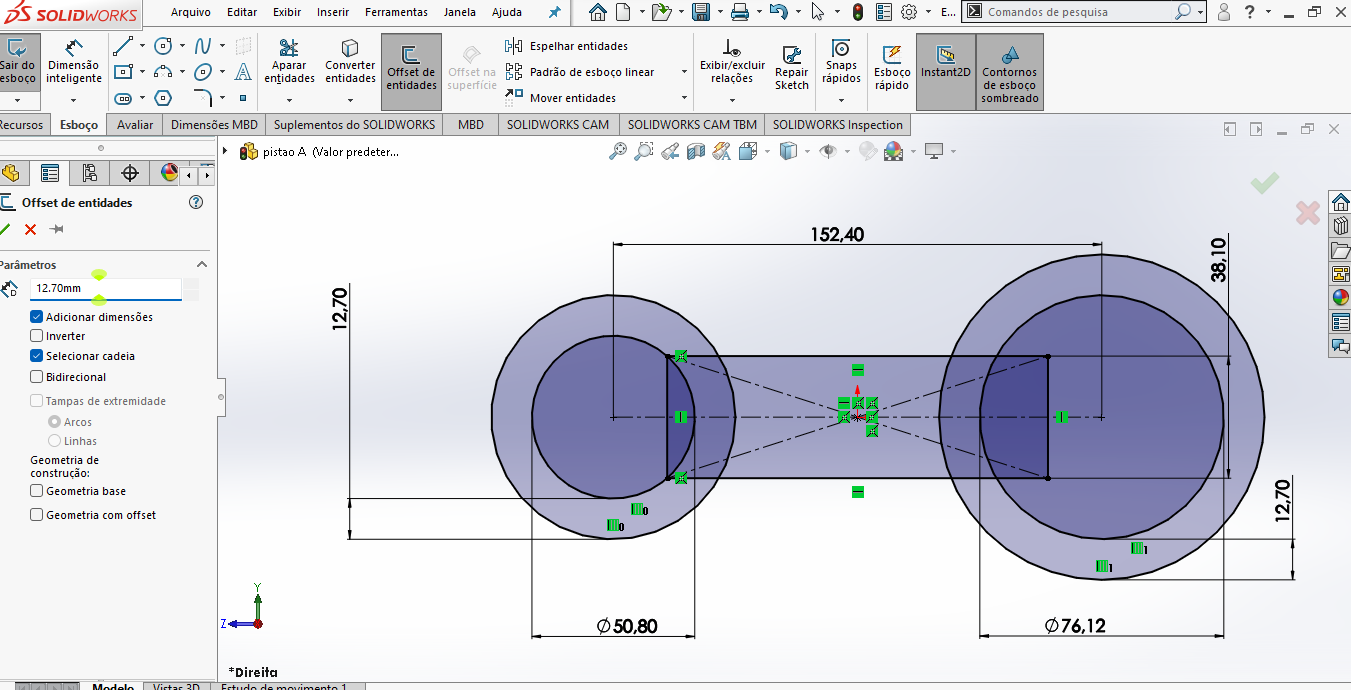 SOLIDWORKS
Arquivo Editar Exibir Inserir Ferramentas Janela Ajuda
E...
Comandos de pesquisa
Sair do
esboço
Dimensão
inteligente
Aparar
entidades
Converter
entidades
Offset de
entidades
Offset na
superfície
Espelhar entidades
Padrão de esboço linear
Mover entidades
Exibir/excluir
relações
Repair
Sketch
Snaps
rápidos
Esboço
rápido
Instant2D
Contornos
de esboço
sombreado
Recursos Esboço Avaliar Dimensões MBD Suplementos do SOLIDWORKS MBD SOLIDWORKS CAM SOLIDWORKS CAM TBM SOLIDWORKS Inspection
pistao A (Valor predeter...
Offset de entidades
Parâmetros
12.70mm
Adicionar dimensões
Inverter
Selecionar cadeia
Bidirecional
Tampas de extremidade
Arcos
Linhas
Geometria de
construção:
Geometria base
Geometria com offset
152,40
38,10
12,70
12,70
0
0
1
1
Ø50,80
Ø76,12
Y
Z
*Direita
Modelo Vistas 3D Estudo de movimento 1